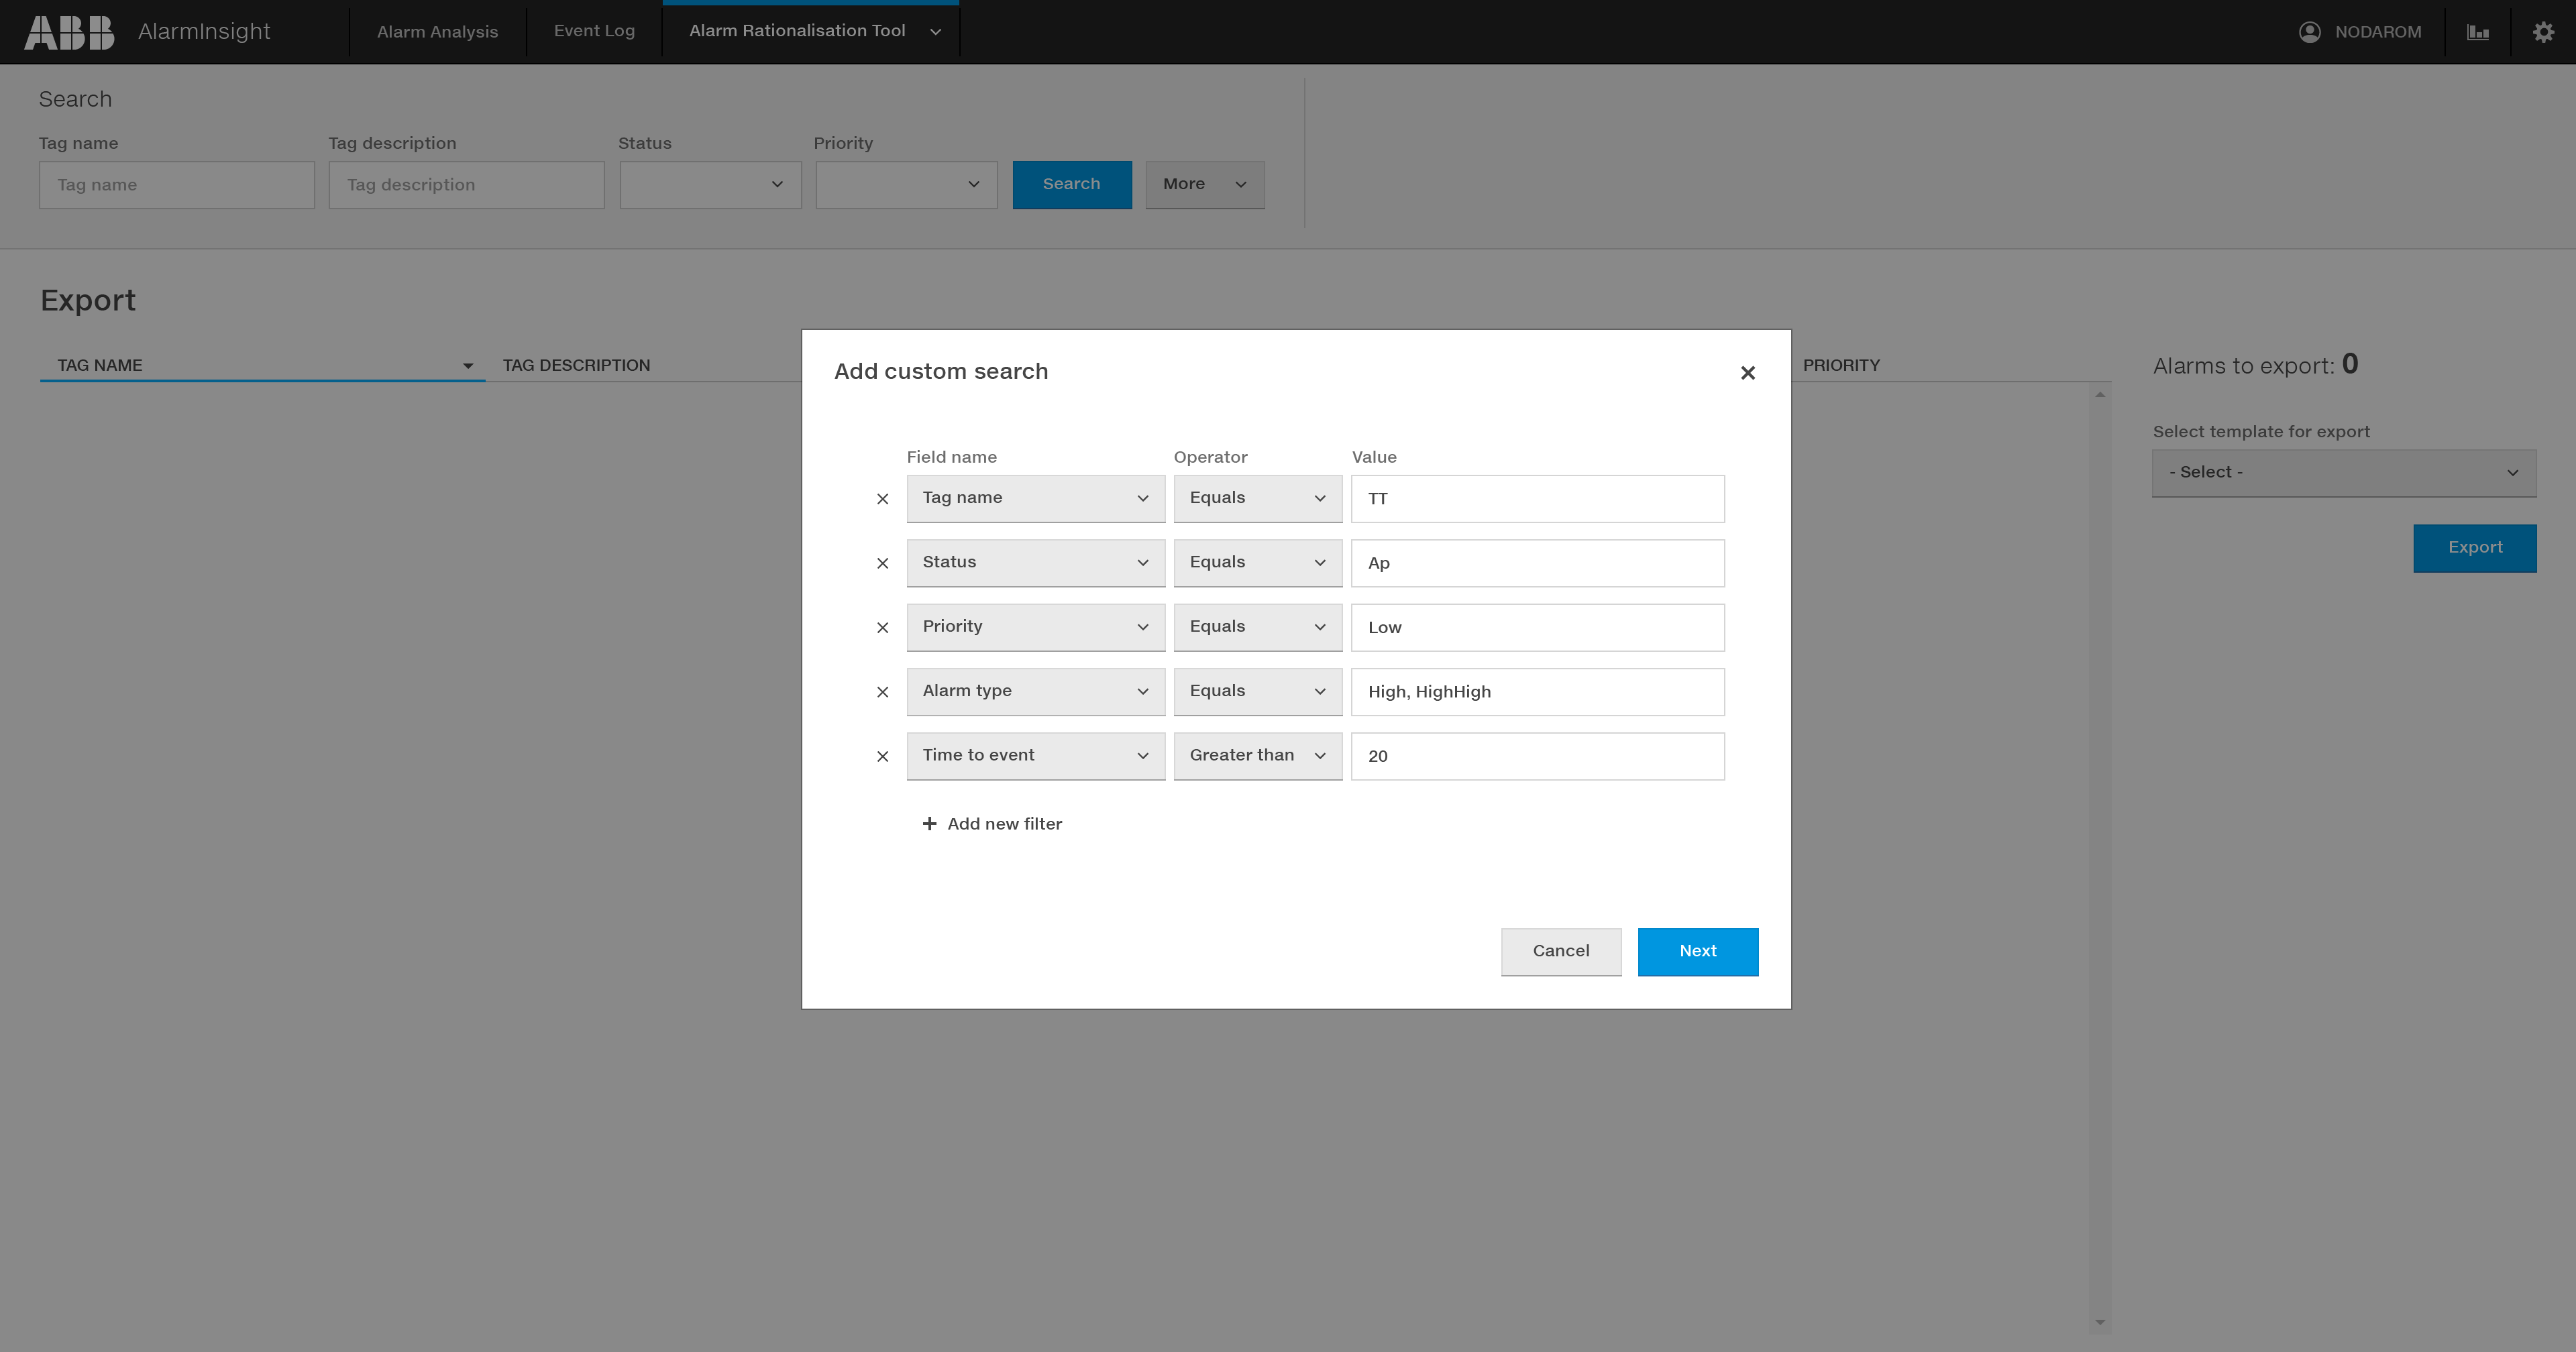 ABB AlarmInsight Alarm Analysis Event Log Alarm Rationalisation Tool NODAROM
Search
Tag name Tag description Status Priority
Tag name Tag description Search More
Export
TAG NAME TAG DESCRIPTION PRIORITY
Alarms to export: 0
Select template for export
- Select -
Export
Add custom search
Field name Operator Value
Tag name Equals TT
Status Equals Ap
Priority Equals Low
Alarm type Equals High, HighHigh
Time to event Greater than 20
Add new filter
Cancel Next